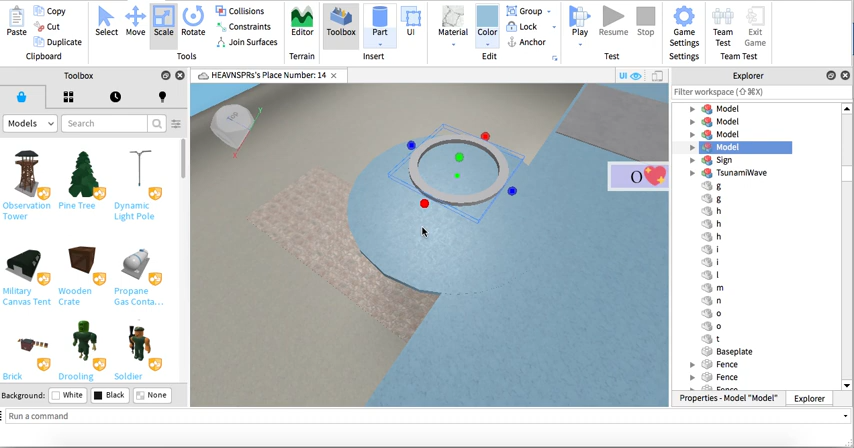 Paste
Copy
Cut
Duplicate
Clipboard
Select
Move
Scale
Rotate
Collisions
Constraints
Join Surfaces
Tools
Editor
Terrain
Toolbox
Part
UI
Insert
Material
Color
Group
Lock
Anchor
Edit
Play
Resume
Stop
Test
Game
Settings
Settings
Team
Test
Exit
Game
Team Test
Toolbox
HEAVNSPRs's Place Number: 14
UI
Explorer
Models
Search
Observation
Tower
Pine Tree
Dynamic
Light Pole
Military
Canvas Tent
Wooden
Crate
Propane
Gas Conta...
Brick
Drooling
Soldier
Background:
White
Black
None
Top
y
x
O
Filter workspace (⇧⌘X)
Model
Model
Model
Model
Sign
TsunamiWave
g
g
h
h
h
i
i
l
m
n
o
o
t
Baseplate
Fence
Fence
Fence
Properties - Model "Model"
Explorer
Run a command